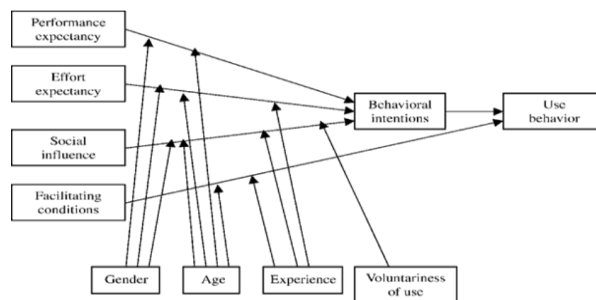 Performance
expectancy
Effort
expectancy
Social
influence
Facilitating
conditions
Behavioral
intentions
Use
behavior
Gender
Age
Experience
Voluntariness
of use